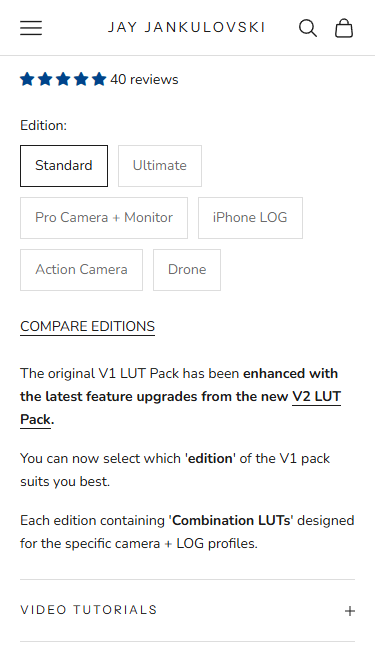 JAY JANKULOVSKI
40 reviews
Edition:
Standard
Ultimate
Pro Camera + Monitor
iPhone LOG
Action Camera
Drone
COMPARE EDITIONS
The original V1 LUT Pack has been enhanced with
the latest feature upgrades from the new V2 LUT
Pack.
You can now select which 'edition' of the V1 pack
suits you best.
Each edition containing 'Combination LUTs' designed
for the specific camera + LOG profiles.
VIDEO TUTORIALS